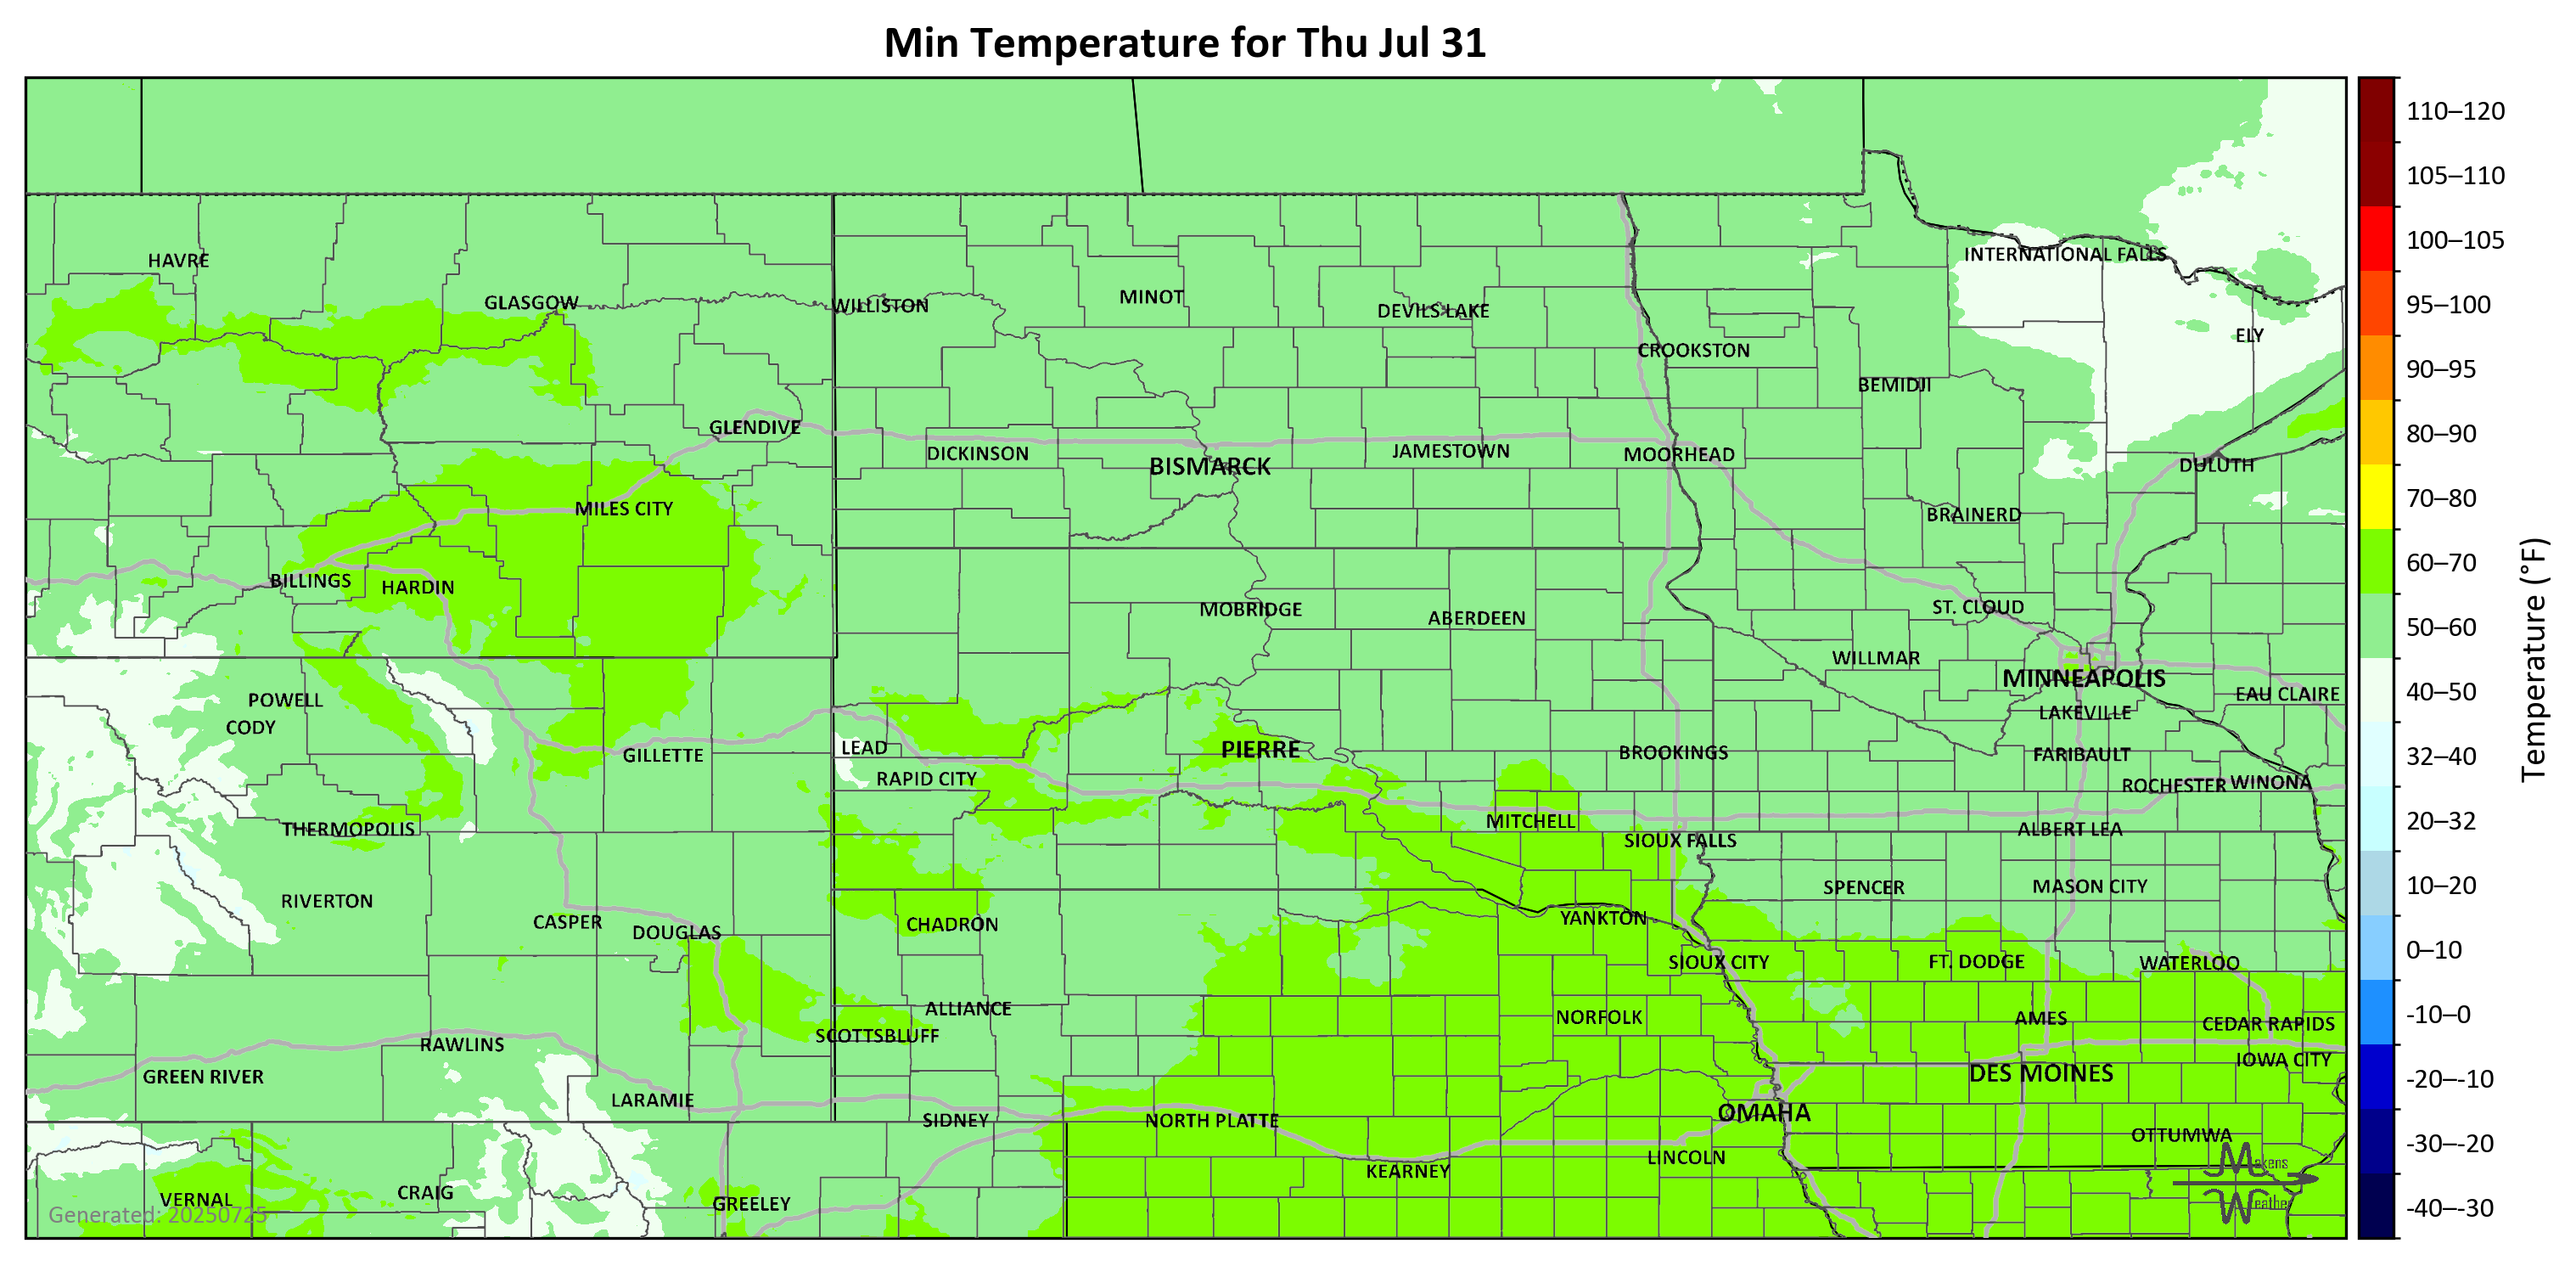 Min Temperature for Thu Jul 31
110–120
105–110
100–105
95–100
90–95
80–90
70–80
60–70
50–60
40–50
32–40
20–32
10–20
0–10
-10–0
-20–-10
-30–-20
-40–-30
Temperature (°F)
HAVRE
GLASGOW
WILLISTON
MINOT
DEVILS LAKE
INTERNATIONAL FALLS
ELY
CROOKSTON
BEMIDJI
GLENDIVE
DICKINSON
BISMARCK
JAMESTOWN
MOORHEAD
DULUTH
MILES CITY
BRAINERD
BILLINGS
HARDIN
MOBRIDGE
ABERDEEN
ST. CLOUD
WILLMAR
MINNEAPOLIS
EAU CLAIRE
POWELL
CODY
LAKEVILLE
GILLETTE
LEAD
PIERRE
BROOKINGS
FARIBAULT
RAPID CITY
ROCHESTER
WINONA
THERMOPOLIS
MITCHELL
SIOUX FALLS
ALBERT LEA
RIVERTON
SPENCER
MASON CITY
CASPER
DOUGLAS
CHADRON
YANKTON
SIOUX CITY
FT. DODGE
WATERLOO
ALLIANCE
NORFOLK
AMES
CEDAR RAPIDS
SCOTTSBLUFF
RAWLINS
IOWA CITY
GREEN RIVER
DES MOINES
LARAMIE
SIDNEY
NORTH PLATTE
OMAHA
OTTUMWA
KEARNEY
LINCOLN
VERNAL
CRAIG
GREELEY
Makens
Weather
Generated: 20250725